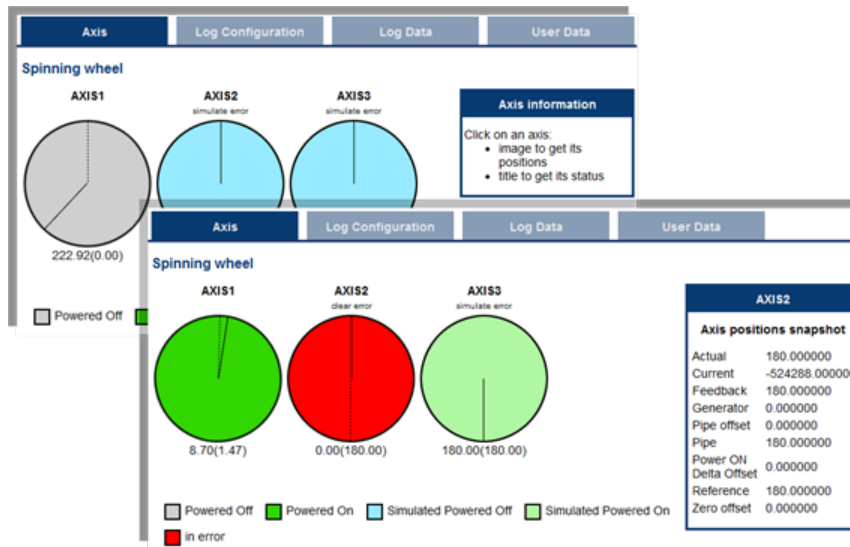 Axis
Log Configuration
Log Data
User Data
Spinning wheel
AXIS1
AXIS2
AXIS3
simulate error
simulate error
Axis information
Click on an axis:
• image to get its
positions
• title to get its status
222.92(0.00)
Powered Off
Axis
Log Configuration
Log Data
User Data
Spinning wheel
AXIS1
AXIS2
AXIS3
clear error
simulate error
8.70(1.47)
0.00(180.00)
180.00(180.00)
AXIS2
Axis positions snapshot
Actual 180.000000
Current -524288.00000
Feedback 180.000000
Generator 0.000000
Pipe offset 0.000000
Pipe 180.000000
Power ON
Delta Offset 0.000000
Reference 180.000000
Zero offset 0.000000
Powered Off
Powered On
Simulated Powered Off
Simulated Powered On
in error